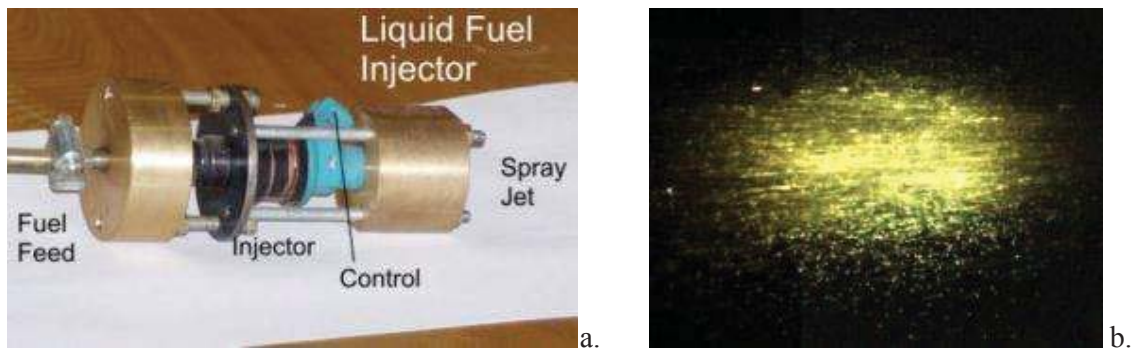 Liquid Fuel
Injector
Spray
Jet
Fuel
Feed
Injector
Control
a.
b.